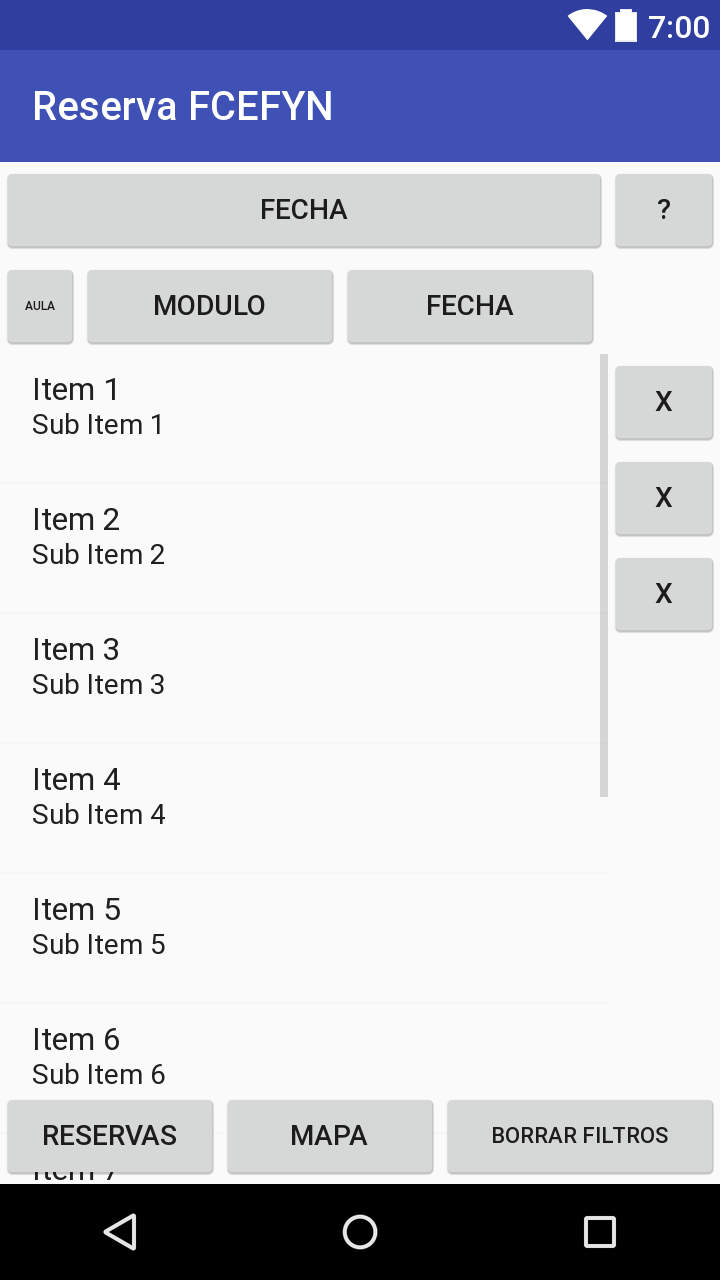 7:00
Reserva FCEFYN
FECHA ?
AULA MODULO FECHA
Item 1
Sub Item 1
X
Item 2
Sub Item 2
X
X
Item 3
Sub Item 3
Item 4
Sub Item 4
Item 5
Sub Item 5
Item 6
Sub Item 6
RESERVAS MAPA BORRAR FILTROS